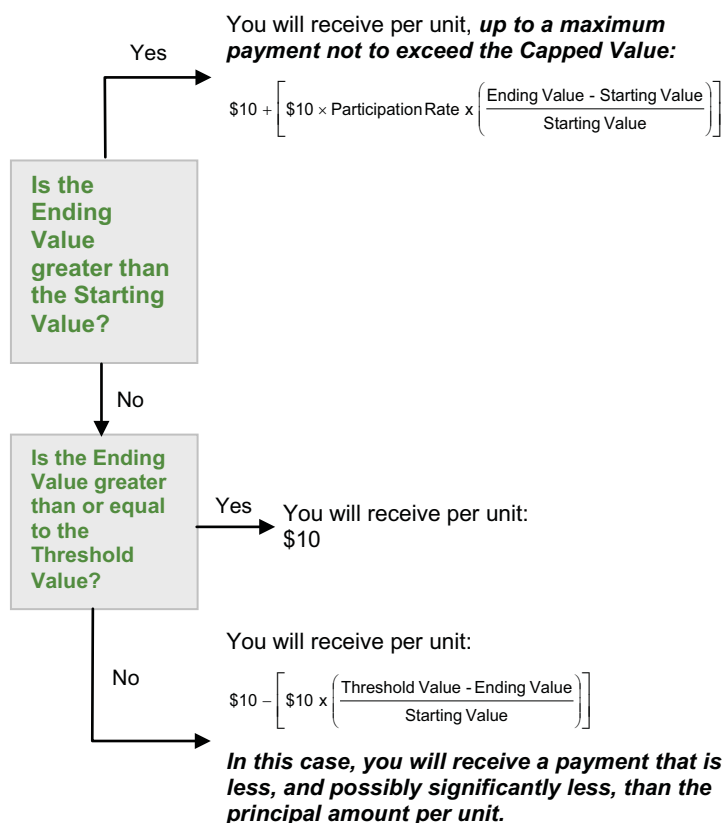 You will receive per unit, up to a maximum
payment not to exceed the Capped Value:
Yes
$10 + [ $10 × Participation Rate x ( Ending Value - Starting Value / Starting Value ) ]
Is the
Ending
Value
greater than
the Starting
Value?
No
Is the Ending
Value greater
than or equal
to the
Threshold
Value?
Yes
You will receive per unit:
$10
You will receive per unit:
No
$10 − [ $10 x ( Threshold Value - Ending Value / Starting Value ) ]
In this case, you will receive a payment that is
less, and possibly significantly less, than the
principal amount per unit.